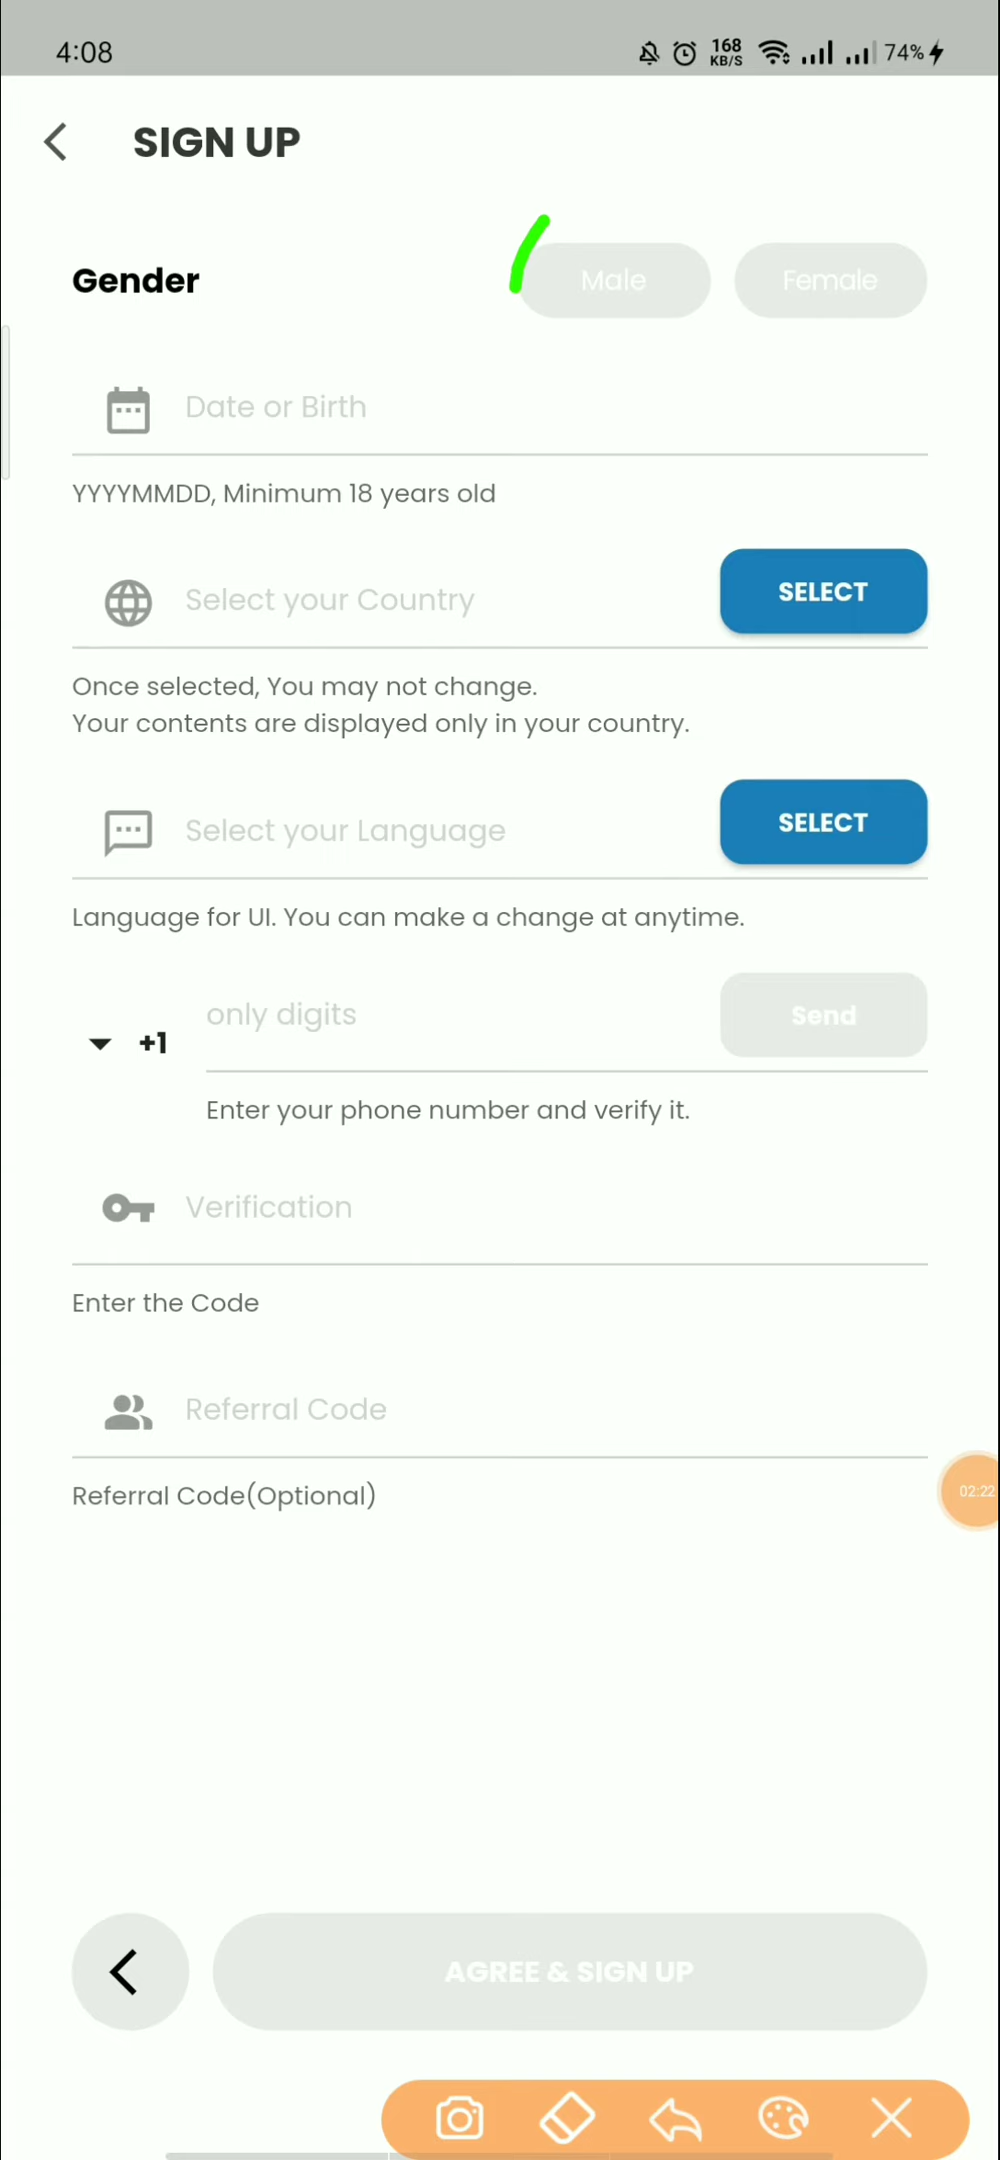 4:08
168
KB/S
74%
SIGN UP
Gender
Male
Female
Date or Birth
YYYYMMDD, Minimum 18 years old
Select your Country
SELECT
Once selected, You may not change.
Your contents are displayed only in your country.
Select your Language
SELECT
Language for UI. You can make a change at anytime.
+1
only digits
Send
Enter your phone number and verify it.
Verification
Enter the Code
Referral Code
Referral Code(Optional)
02:22
AGREE & SIGN UP